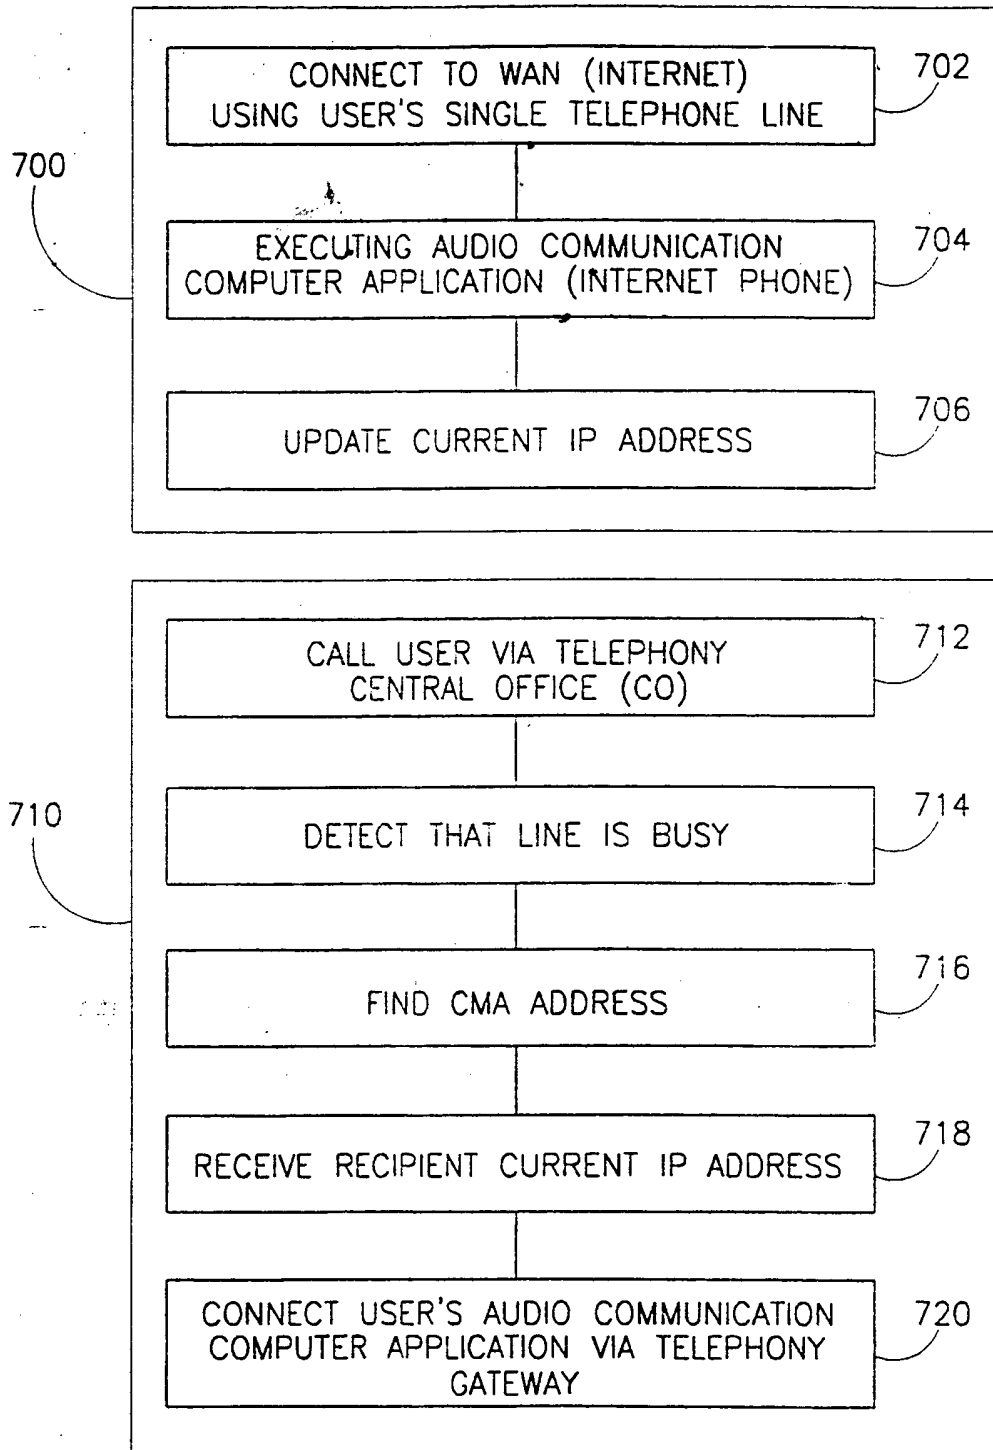 702
CONNECT TO WAN (INTERNET)
USING USER'S SINGLE TELEPHONE LINE
700
704
EXECUTING AUDIO COMMUNICATION
COMPUTER APPLICATION (INTERNET PHONE)
706
UPDATE CURRENT IP ADDRESS
712
CALL USER VIA TELEPHONY
CENTRAL OFFICE (CO)
710
714
DETECT THAT LINE IS BUSY
716
FIND CMA ADDRESS
718
RECEIVE RECIPIENT CURRENT IP ADDRESS
720
CONNECT USER'S AUDIO COMMUNICATION
COMPUTER APPLICATION VIA TELEPHONY
GATEWAY